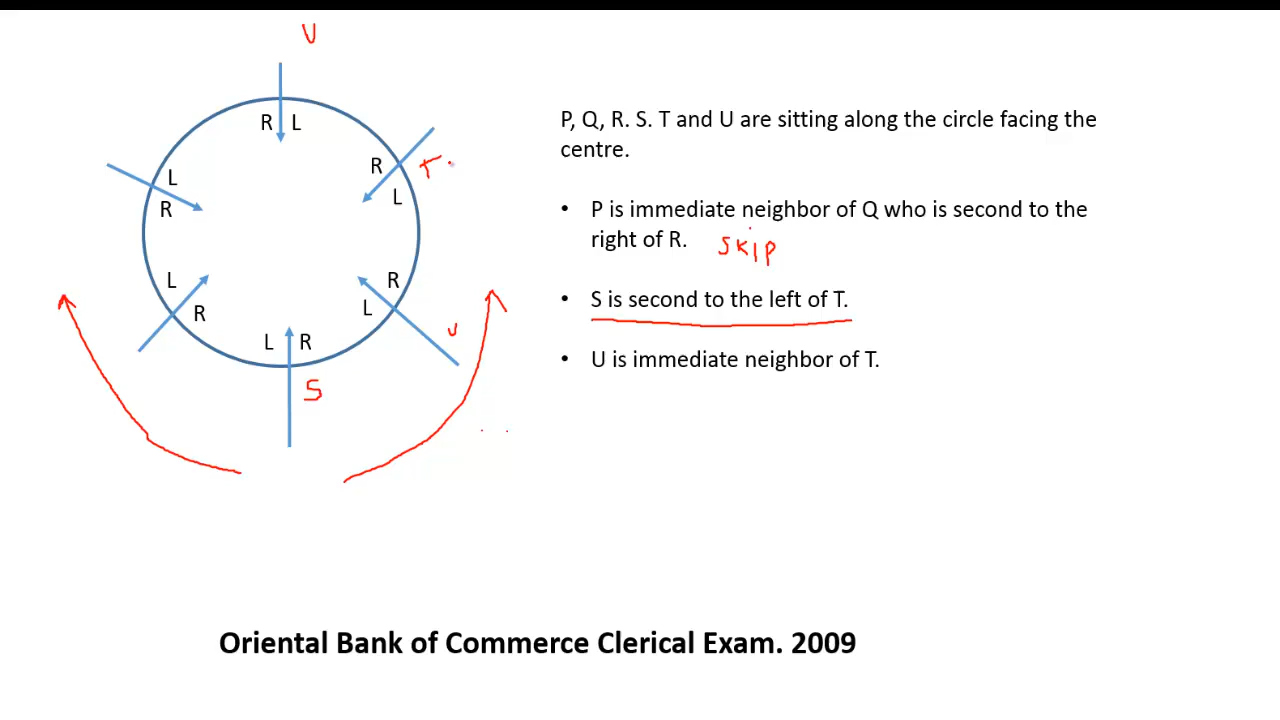 U
R L
R
T
L
L
R
L
R
R
L
U
L R
S
P, Q, R. S. T and U are sitting along the circle facing the
centre.
• P is immediate neighbor of Q who is second to the
right of R.
skip
• S is second to the left of T.
• U is immediate neighbor of T.
Oriental Bank of Commerce Clerical Exam. 2009